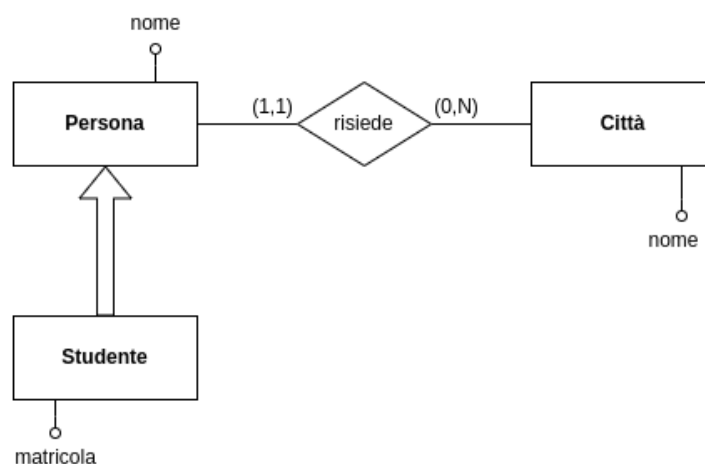 nome
Persona
(1,1)
risiede
(0,N)
Città
nome
Studente
matricola